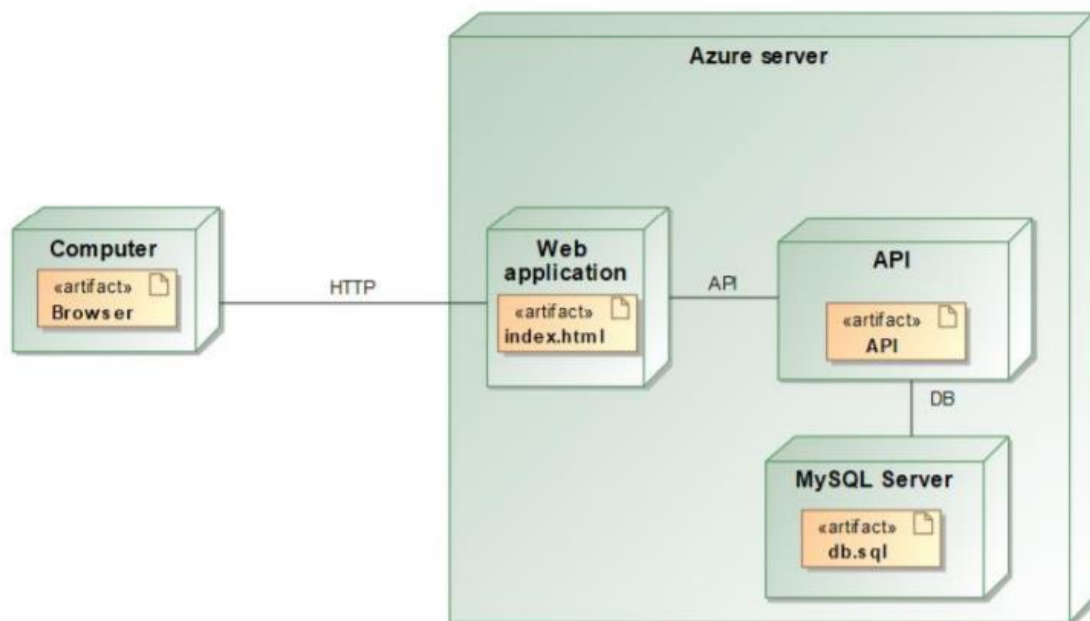 Azure server
Computer
«artifact»
Browser
HTTP
Web
application
«artifact»
index.html
API
API
«artifact»
API
DB
MySQL Server
«artifact»
db.sql